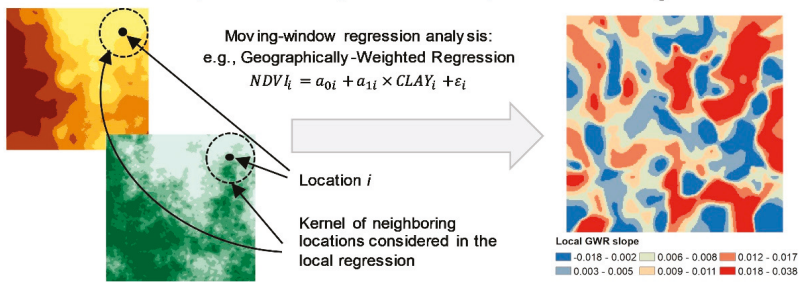 Moving-window regression analysis:
e.g., Geographically-Weighted Regression
NDVIᵢ = a₀ᵢ + a₁ᵢ × CLAYᵢ + εᵢ
Location i
Kernel of neighboring
locations considered in the
local regression
Local GWR slope
-0.018 - 0.002 0.006 - 0.008 0.012 - 0.017
0.003 - 0.005 0.009 - 0.011 0.018 - 0.038